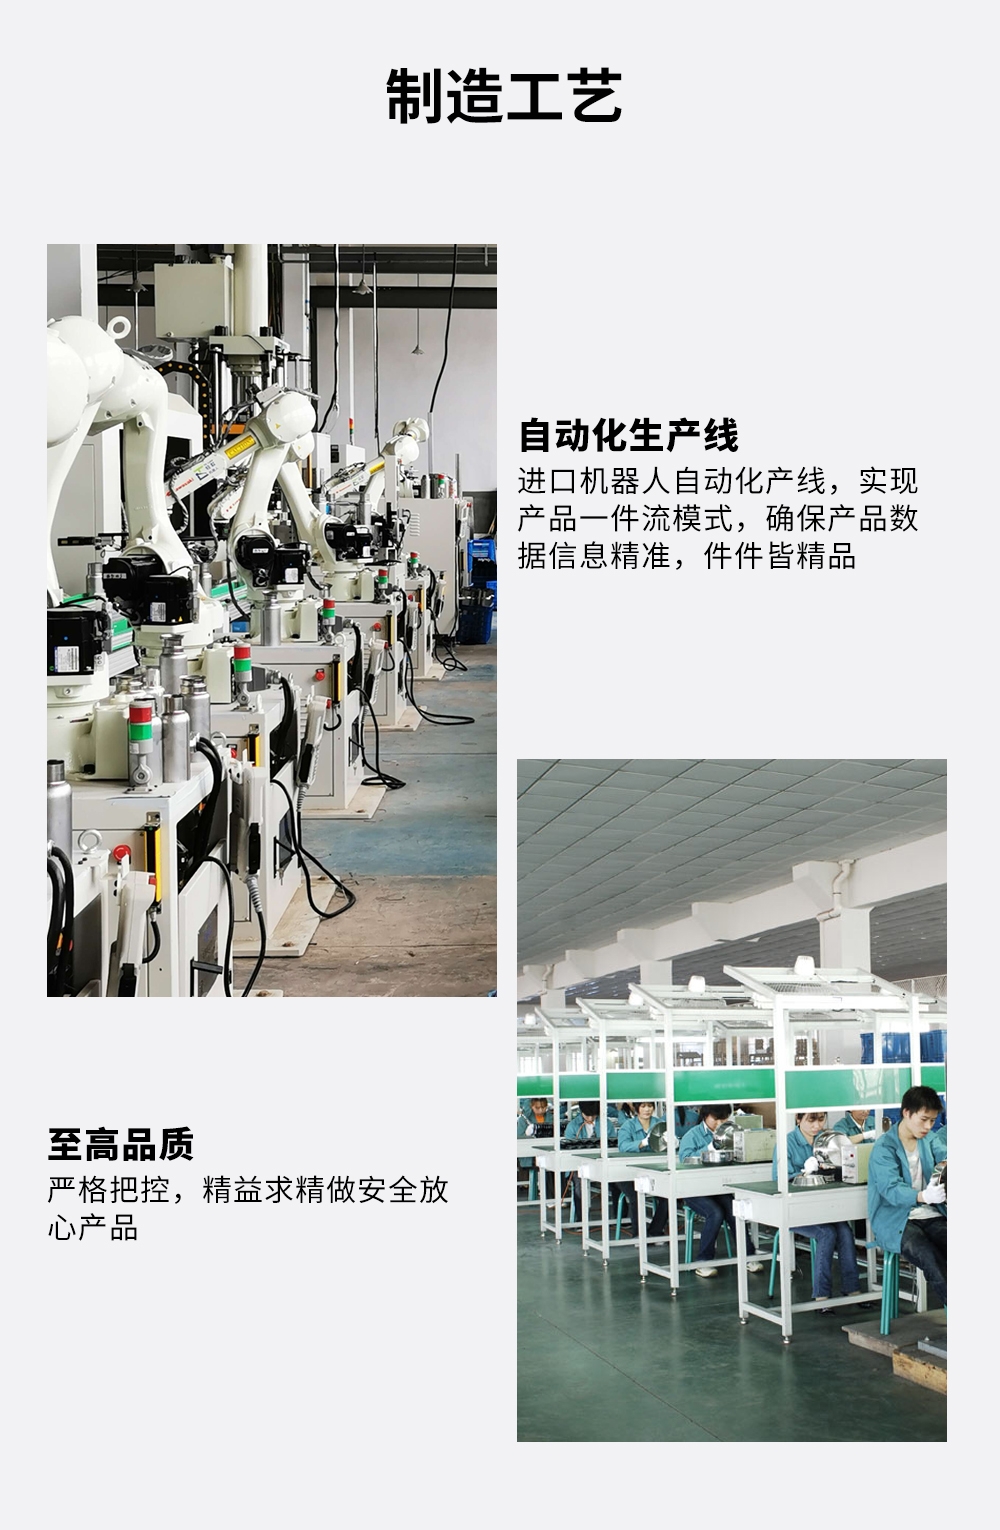 制造工艺
自动化生产线
进口机器人自动化产线，实现
产品一件流模式，确保产品数
据信息精准，件件皆精品
至高品质
严格把控，精益求精做安全放
心产品